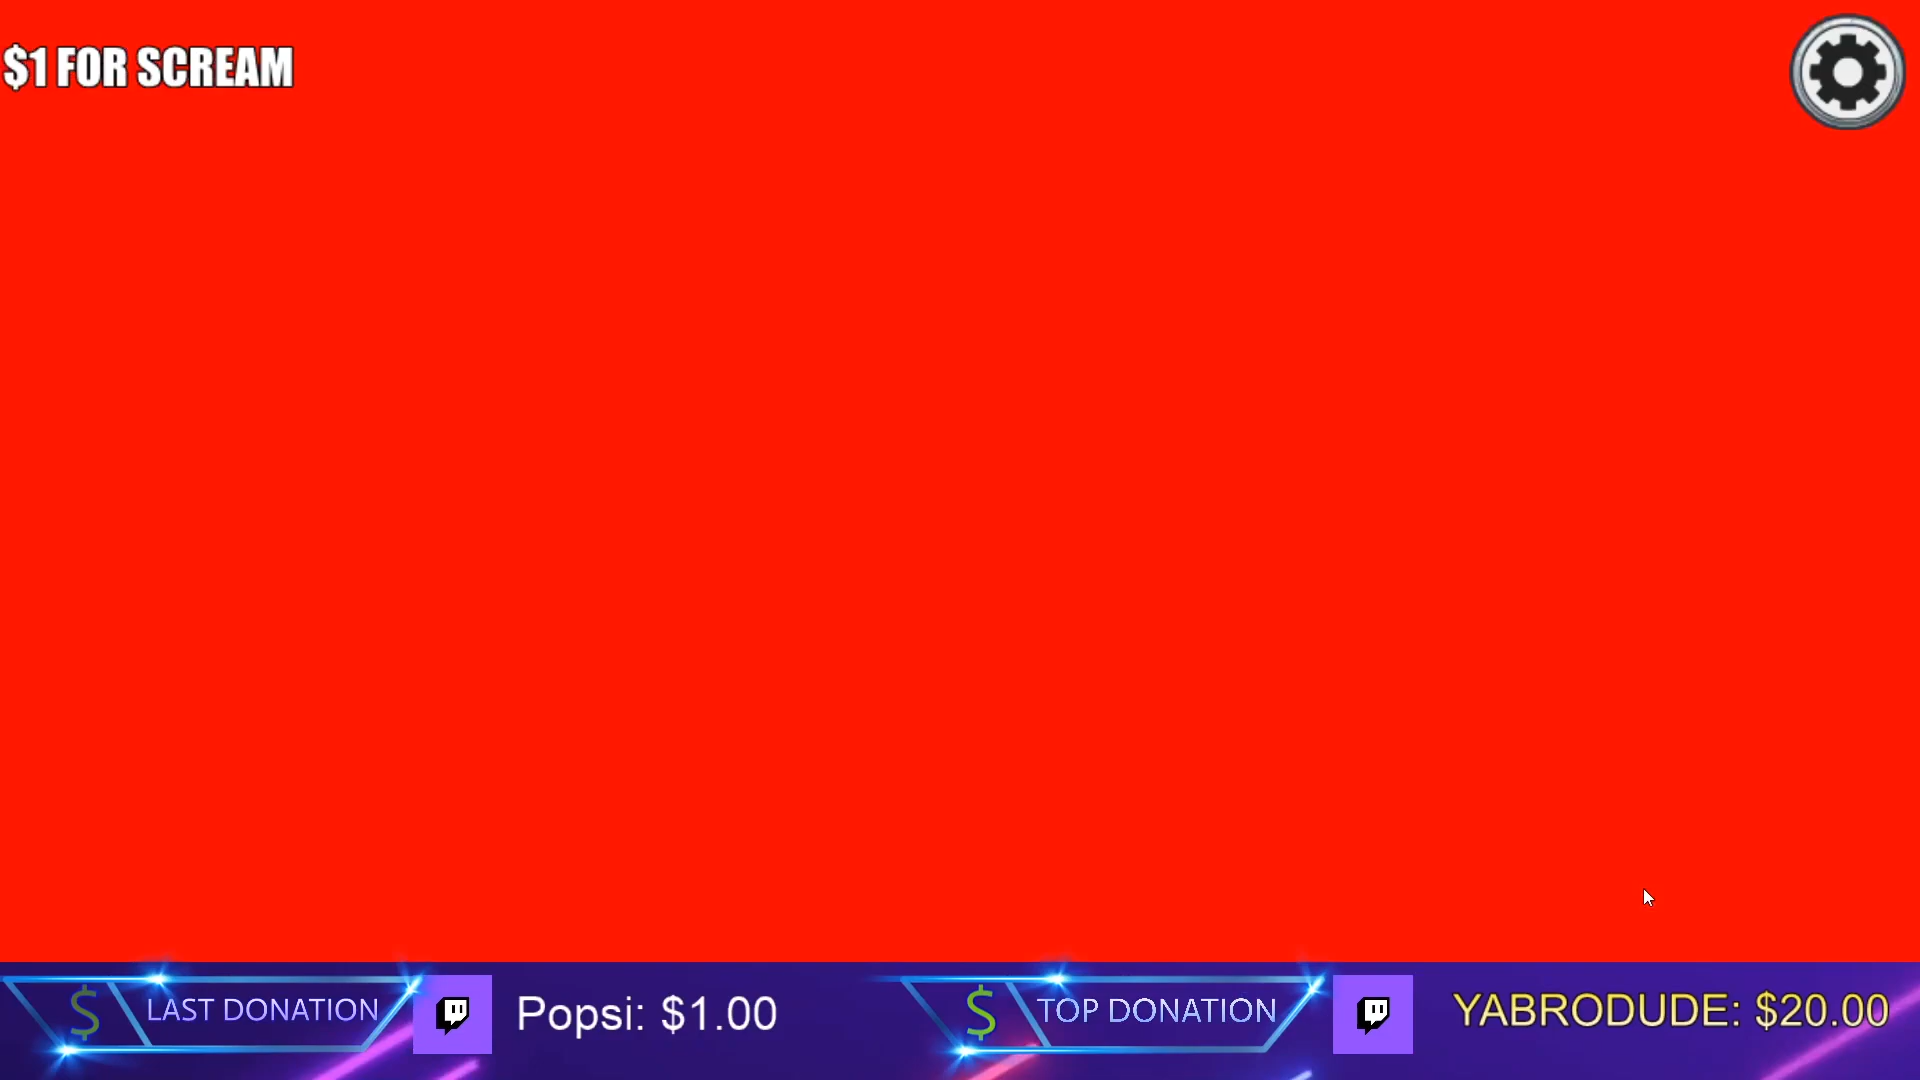 $1 FOR SCREAM
$ LAST DONATION
Popsi: $1.00
$ TOP DONATION
YABRODUDE: $20.00